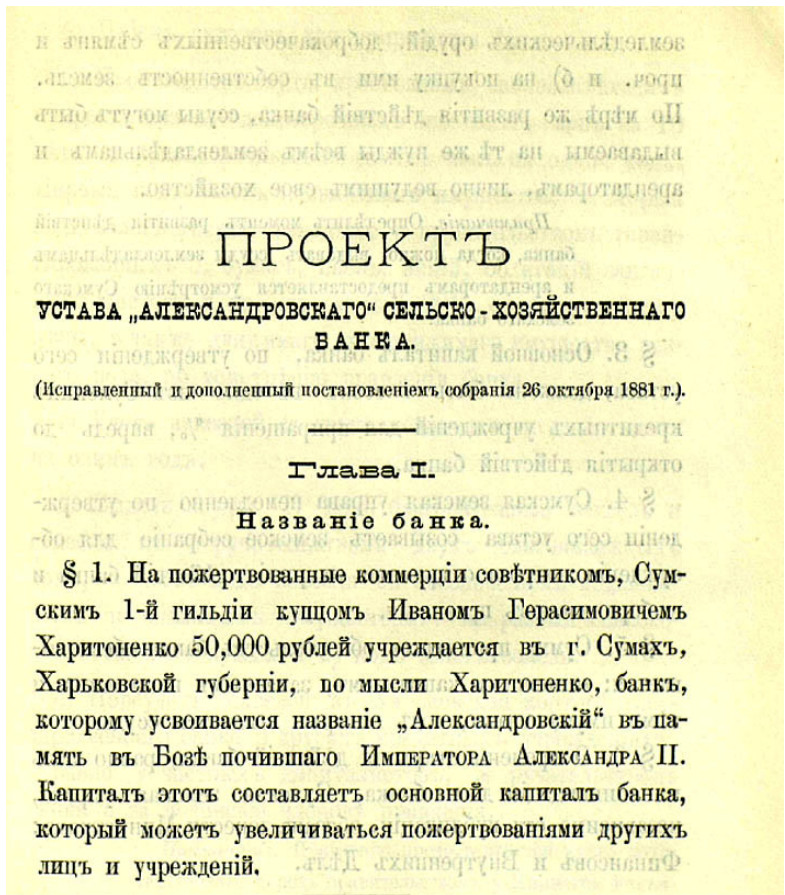 ПРОЕКТЪ
УСТАВА „АЛЕКСАНДРОВСКАГО“ СЕЛЬСКО-ХОЗЯЙСТВЕННАГО
БАНКА.
(Исправленный и дополненный постановленіемъ собранія 26 октября 1881 г.).
Глава I.
Названіе банка.
§ 1. На пожертвованные коммерціи совѣтникомъ, Сум-
скимъ 1-й гильдіи купцомъ Иваномъ Герасимовичемъ
Харитоненко 50,000 рублей учреждается въ г. Сумахъ,
Харьковской губерніи, по мысли Харитоненко, банкъ,
которому усвоивается названіе „Александровскій“ въ па-
мять въ Бозѣ почившаго Императора Александра II.
Капиталъ этотъ составляетъ основной капиталъ банка,
который можетъ увеличиваться пожертвованіями другихъ
лицъ и учрежденій.